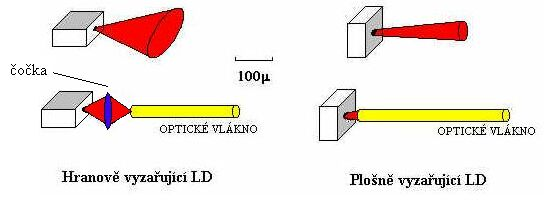 100μ
čočka
OPTICKÉ VLÁKNO
OPTICKÉ VLÁKNO
Hranově vyzařující LD
Plošně vyzařující LD